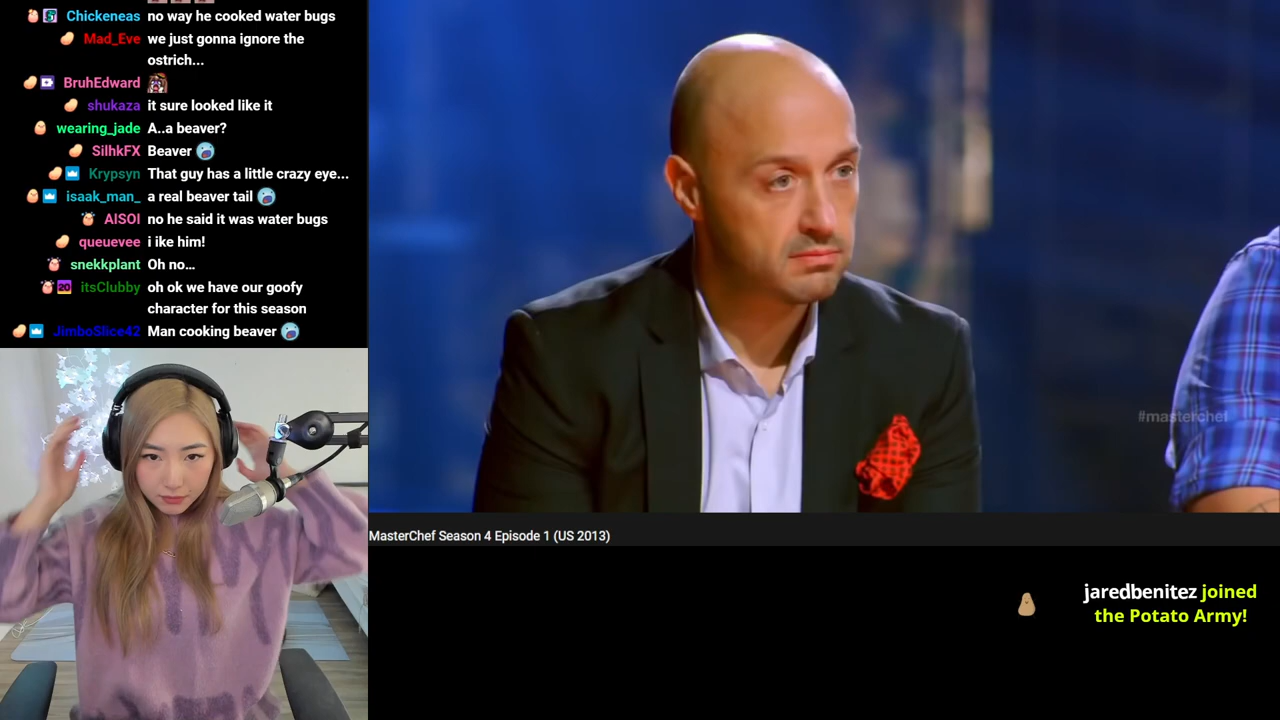 Chickeneas no way he cooked water bugs
Mad_Eve we just gonna ignore the
ostrich...
BruhEdward
shukaza it sure looked like it
wearing_jade A..a beaver?
SilhkFX Beaver
Krypsyn That guy has a little crazy eye...
isaak_man_ a real beaver tail
AISOI no he said it was water bugs
queuevee i ike him!
snekkplant Oh no...
20 itsClubby oh ok we have our goofy
character for this season
JimboSlice42 Man cooking beaver
#masterchef
MasterChef Season 4 Episode 1 (US 2013)
jaredbenitez joined
the Potato Army!